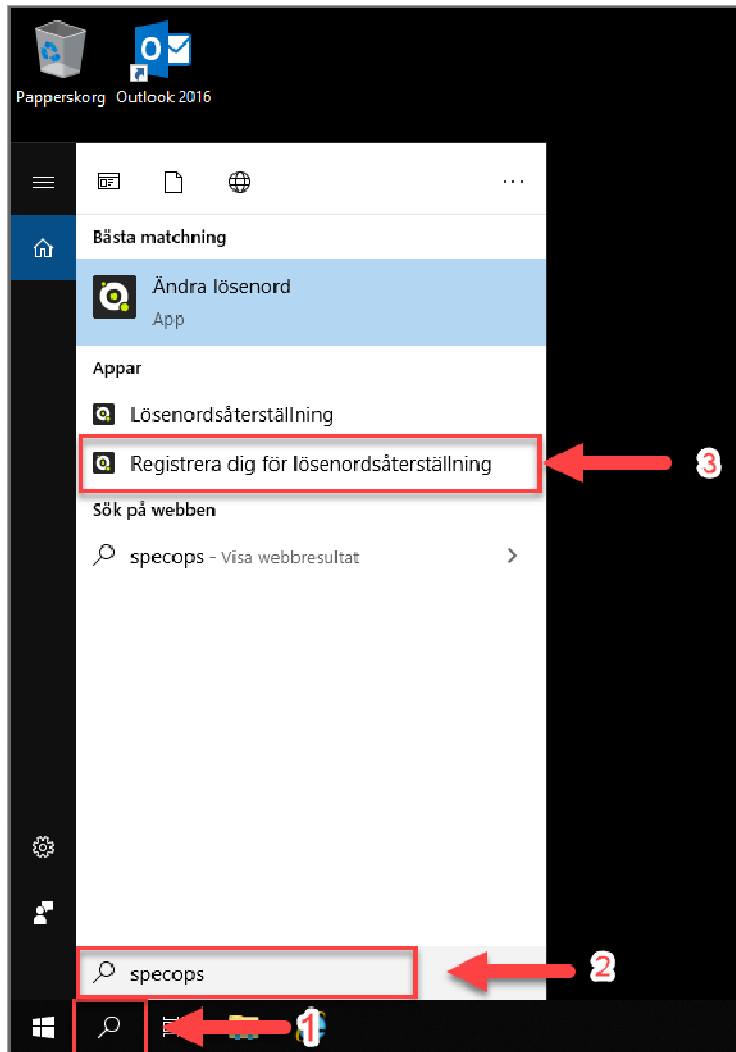 Papperskorg Outlook 2016
Bästa matchning
Ändra lösenord
App
Appar
Lösenordsåterställning
Registrera dig för lösenordsåterställning
3
Sök på webben
specops - Visa webbresultat
specops
2
1